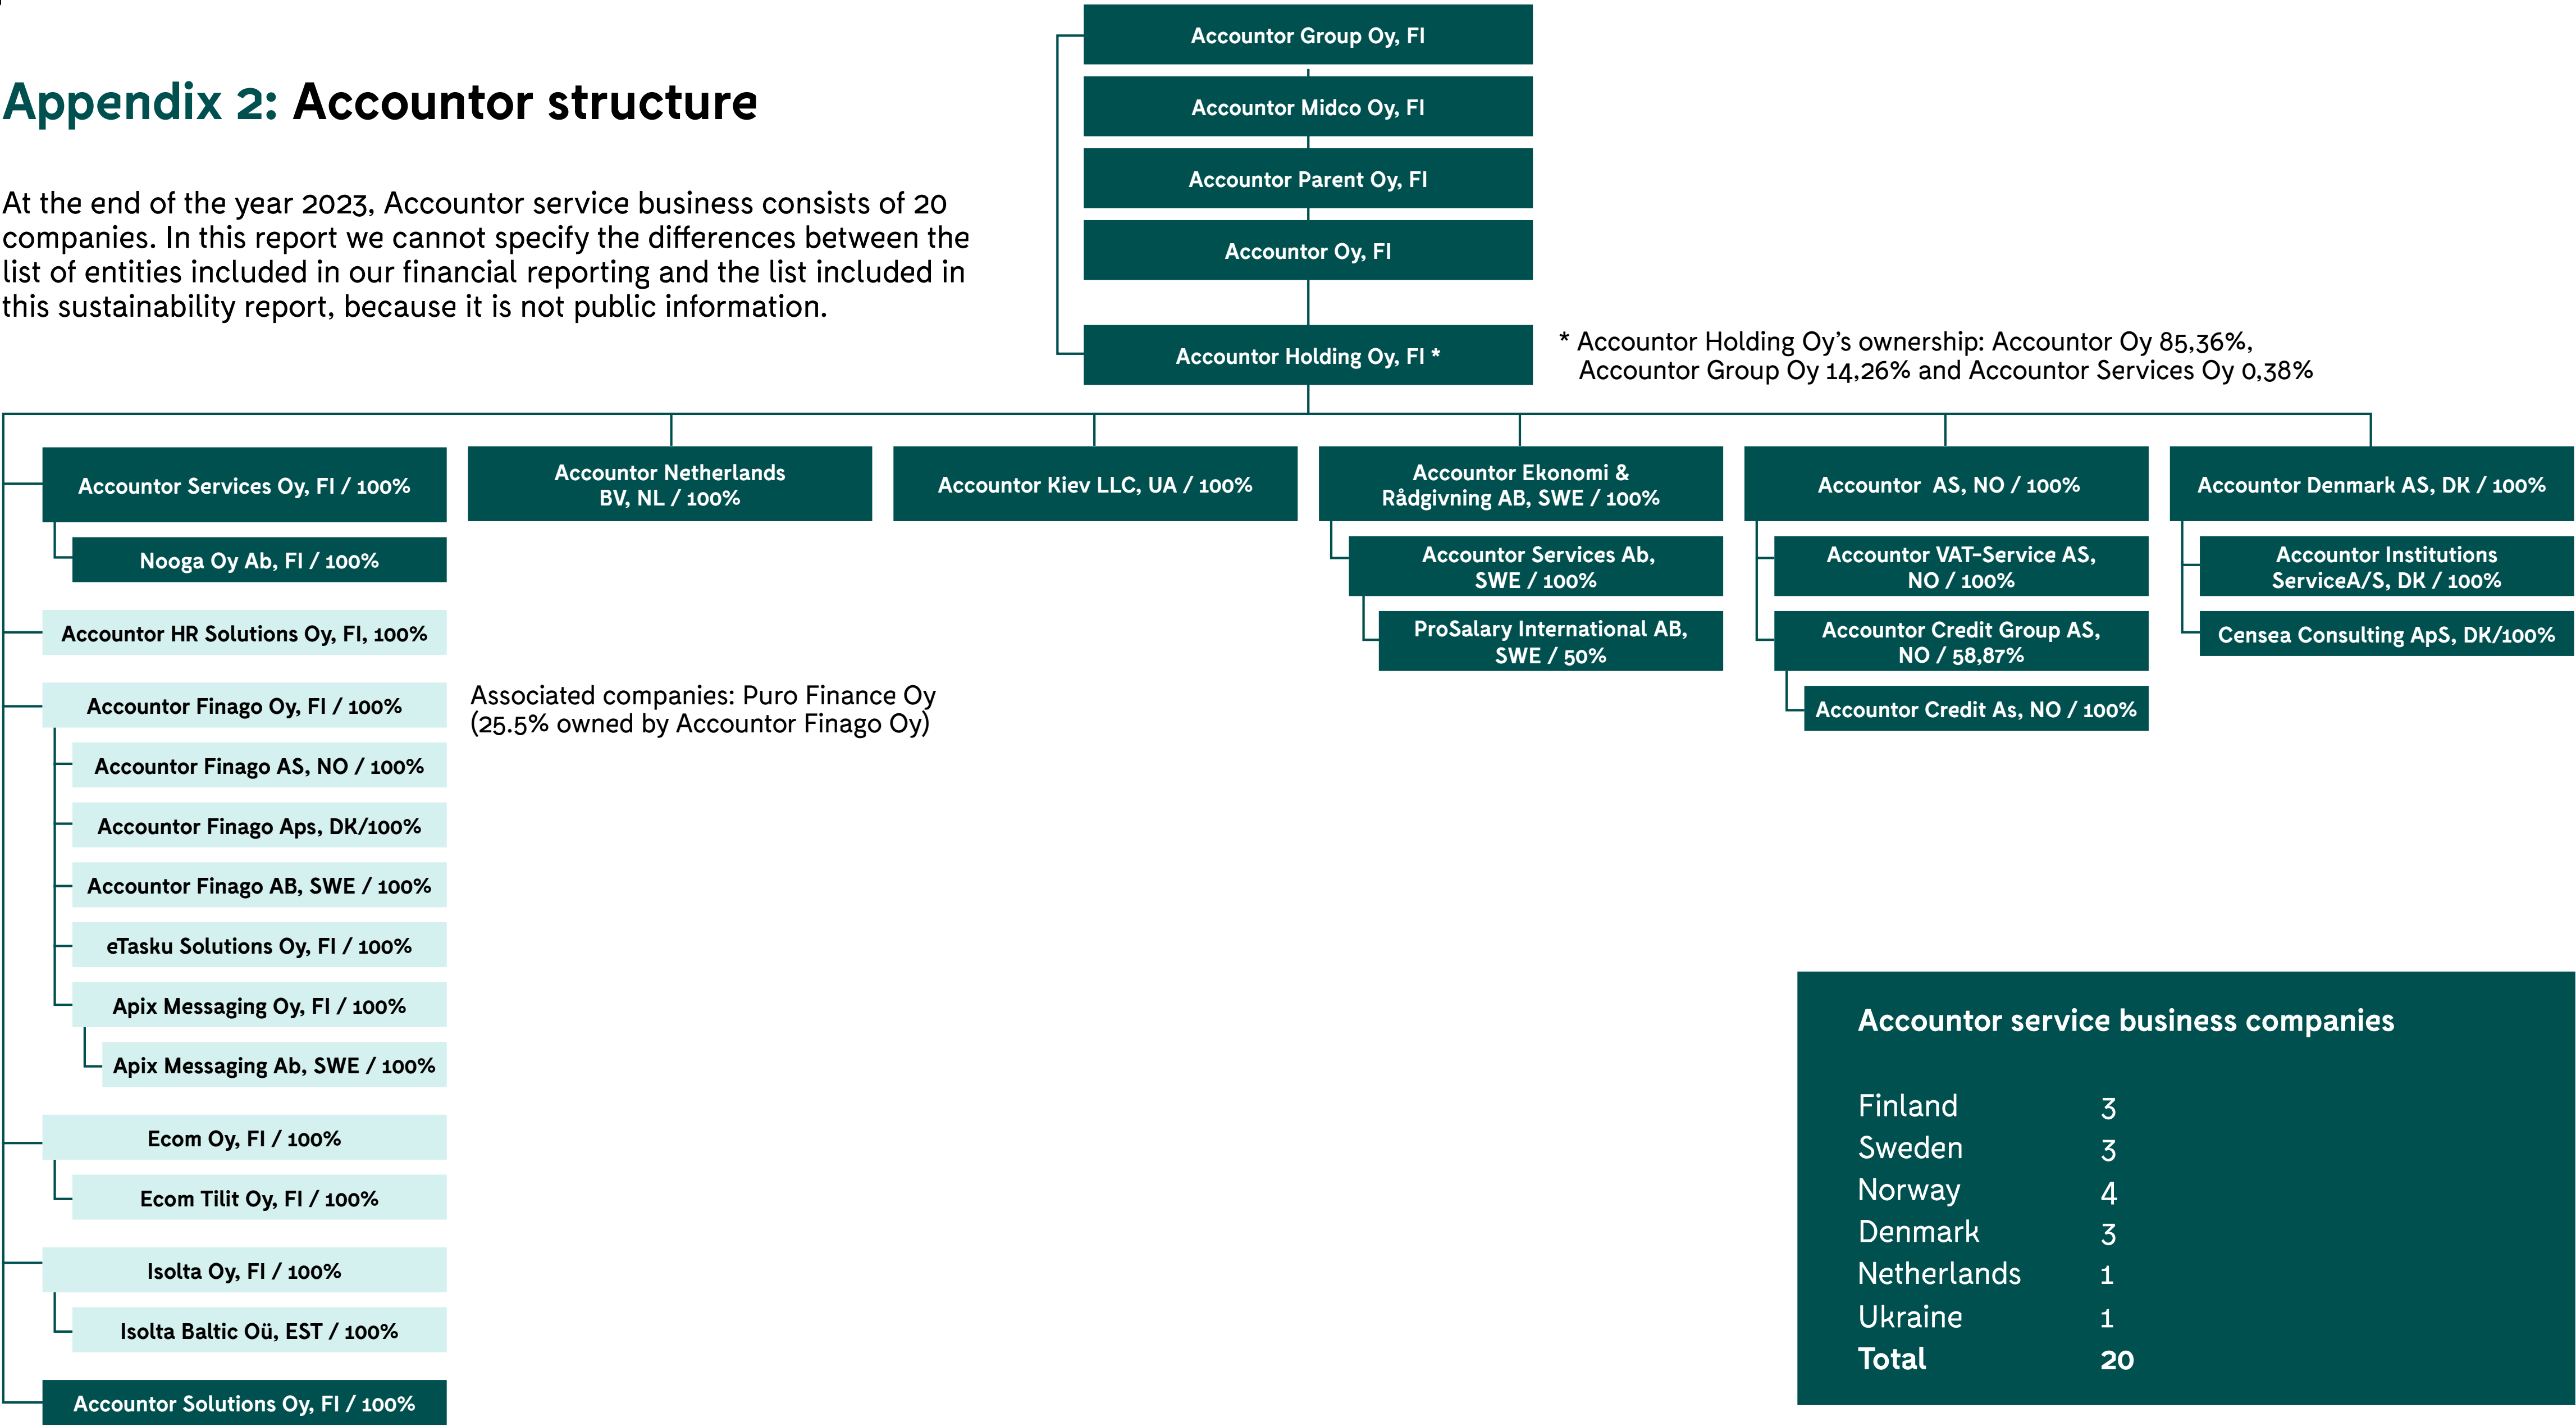 Appendix 2: Accountor structure
At the end of the year 2023, Accountor service business consists of 20
companies. In this report we cannot specify the differences between the
list of entities included in our financial reporting and the list included in
this sustainability report, because it is not public information.
Accountor Group Oy, FI
Accountor Midco Oy, FI
Accountor Parent Oy, FI
Accountor Oy, FI
Accountor Holding Oy, FI *
* Accountor Holding Oy’s ownership: Accountor Oy 85,36%,
Accountor Group Oy 14,26% and Accountor Services Oy 0,38%
Accountor Services Oy, FI / 100%
Nooga Oy Ab, FI / 100%
Accountor HR Solutions Oy, FI, 100%
Accountor Finago Oy, FI / 100%
Associated companies: Puro Finance Oy
(25.5% owned by Accountor Finago Oy)
Accountor Finago AS, NO / 100%
Accountor Finago Aps, DK/100%
Accountor Finago AB, SWE / 100%
eTasku Solutions Oy, FI / 100%
Apix Messaging Oy, FI / 100%
Apix Messaging Ab, SWE / 100%
Ecom Oy, FI / 100%
Ecom Tilit Oy, FI / 100%
Isolta Oy, FI / 100%
Isolta Baltic Oü, EST / 100%
Accountor Solutions Oy, FI / 100%
Accountor Netherlands
BV, NL / 100%
Accountor Kiev LLC, UA / 100%
Accountor Ekonomi &
Rådgivning AB, SWE / 100%
Accountor Services Ab,
SWE / 100%
ProSalary International AB,
SWE / 50%
Accountor AS, NO / 100%
Accountor VAT-Service AS,
NO / 100%
Accountor Credit Group AS,
NO / 58,87%
Accountor Credit As, NO / 100%
Accountor Denmark AS, DK / 100%
Accountor Institutions
ServiceA/S, DK / 100%
Censea Consulting ApS, DK/100%
Accountor service business companies
Finland 3
Sweden 3
Norway 4
Denmark 3
Netherlands 1
Ukraine 1
Total 20